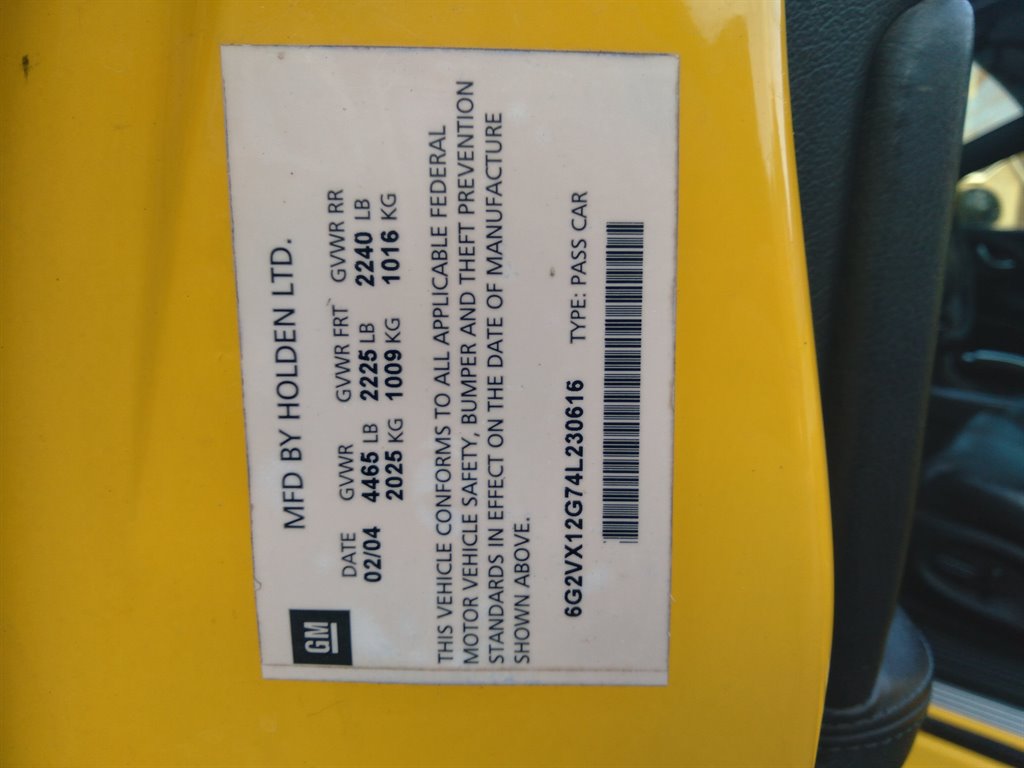 GM
MFD BY HOLDEN LTD.
DATE GVWR GVWR FRT GVWR RR
02/04 4465 LB 2225 LB 2240 LB
2025 KG 1009 KG 1016 KG
THIS VEHICLE CONFORMS TO ALL APPLICABLE FEDERAL
MOTOR VEHICLE SAFETY, BUMPER AND THEFT PREVENTION
STANDARDS IN EFFECT ON THE DATE OF MANUFACTURE
SHOWN ABOVE.
6G2VX12G74L230616 TYPE: PASS CAR